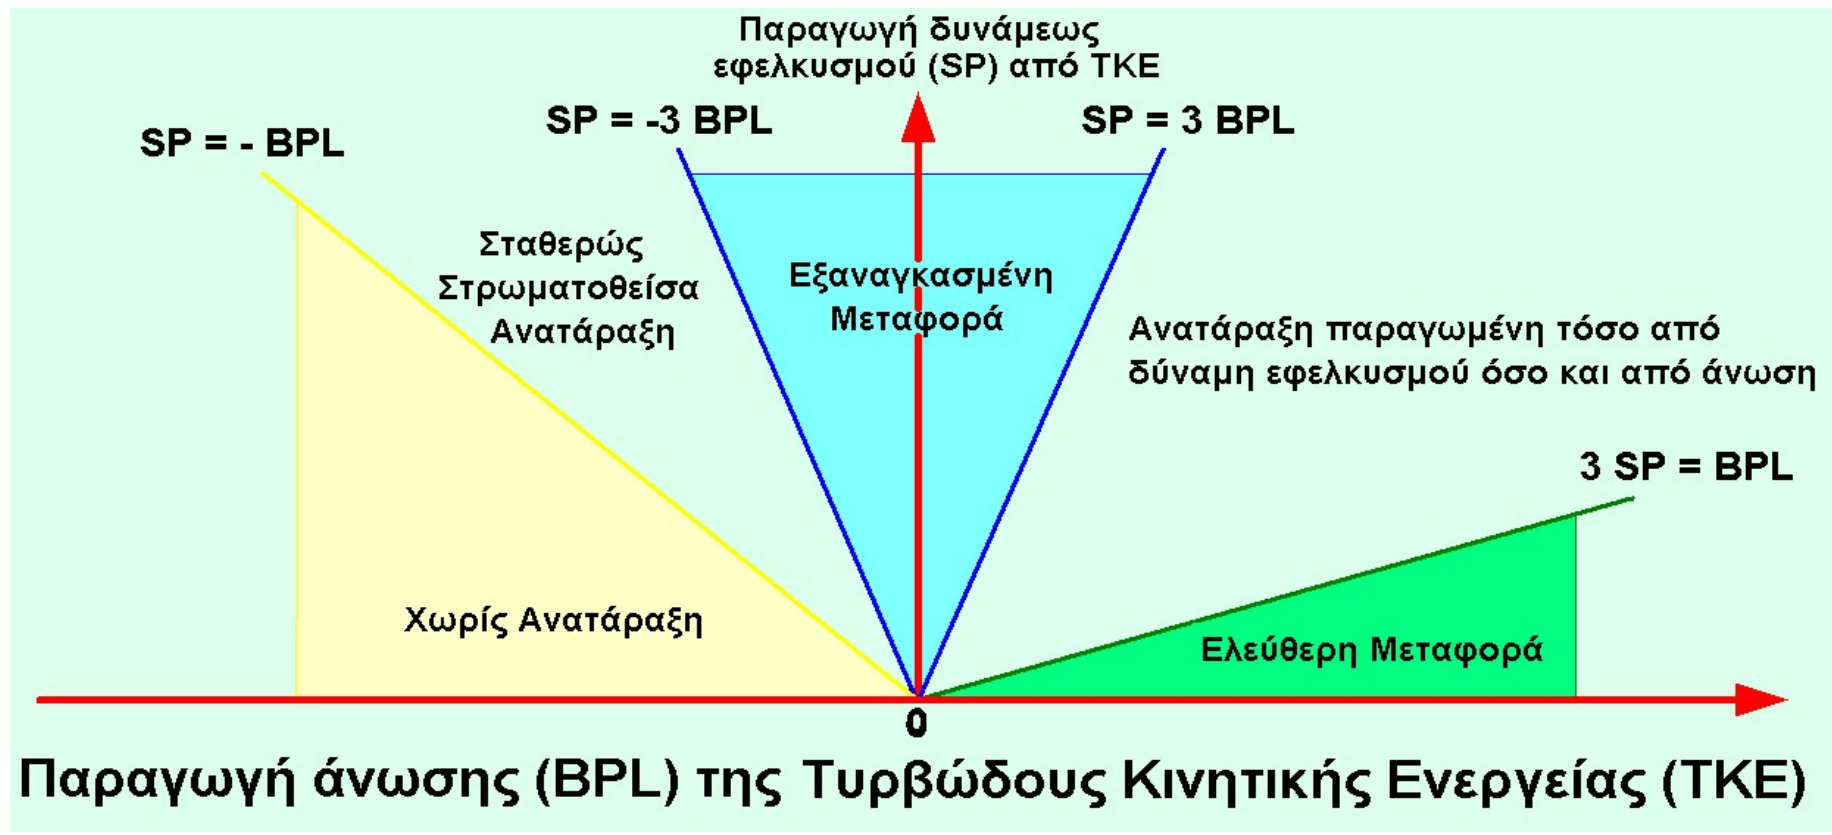 Παραγωγή δυνάμεως
εφελκυσμού (SP) από TKE
SP = - BPL
SP = -3 BPL
SP = 3 BPL
Σταθερώς
Στρωματοθείσα
Ανατάραξη
Εξαναγκασμένη
Μεταφορά
Ανατάραξη παραγωμένη τόσο από
δύναμη εφελκυσμού όσο και από άνωση
3 SP = BPL
Χωρίς Ανατάραξη
Ελεύθερη Μεταφορά
0
Παραγωγή άνωσης (BPL) της Τυρβώδους Κινητικής Ενεργείας (TKE)